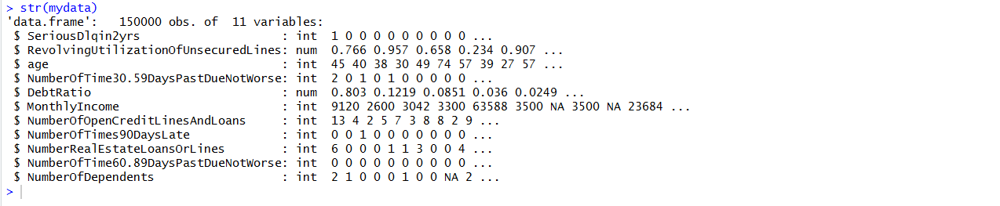 > str(mydata)
'data.frame':   150000 obs. of  11 variables:
 $ SeriousDlqin2yrs                    : int  1 0 0 0 0 0 0 0 0 0 ...
 $ RevolvingUtilizationOfUnsecuredLines: num  0.766 0.957 0.658 0.234 0.907 ...
 $ age                                 : int  45 40 38 30 49 74 57 39 27 57 ...
 $ NumberOfTime30.59DaysPastDueNotWorse: int  2 0 1 0 1 0 0 0 0 0 ...
 $ DebtRatio                           : num  0.803 0.1219 0.0851 0.036 0.0249 ...
 $ MonthlyIncome                       : int  9120 2600 3042 3300 63588 3500 NA 3500 NA 23684 ...
 $ NumberOfOpenCreditLinesAndLoans     : int  13 4 2 5 7 3 8 8 2 9 ...
 $ NumberOfTimes90DaysLate             : int  0 0 1 0 0 0 0 0 0 0 ...
 $ NumberRealEstateLoansOrLines        : int  6 0 0 0 1 1 3 0 0 4 ...
 $ NumberOfTime60.89DaysPastDueNotWorse: int  0 0 0 0 0 0 0 0 0 0 ...
 $ NumberOfDependents                  : int  2 1 0 0 0 1 0 0 NA 2 ...
>